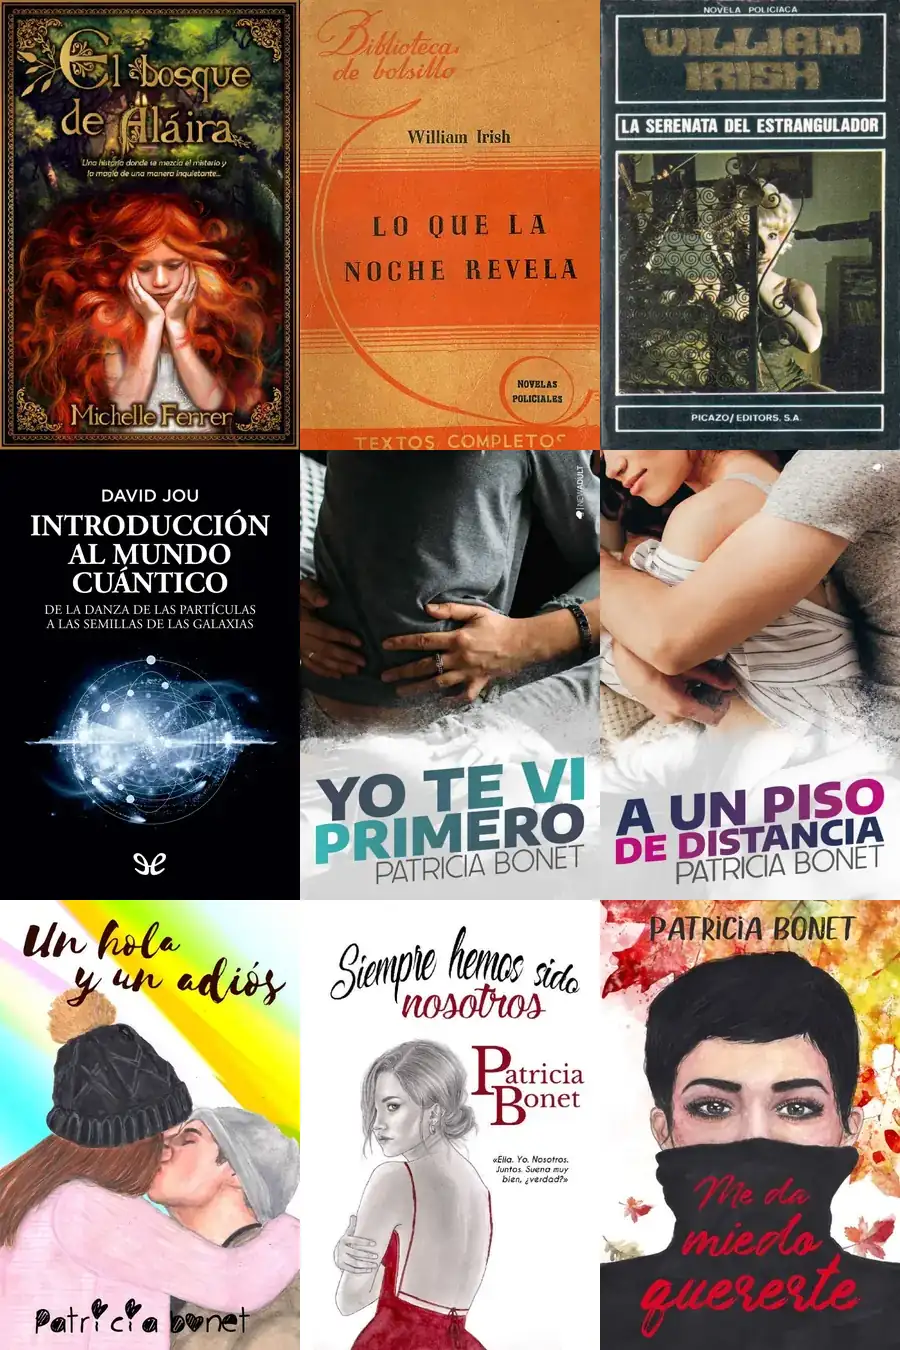 El bosque
de Aláira
Una historia donde se mezcla el misterio y
la magia de una manera inquietante...
Michelle Ferrer
Biblioteca
de bolsillo
William Irish
LO QUE LA
NOCHE REVELA
NOVELAS
POLICIALES
TEXTOS COMPLETOS
NOVELA POLICIACA
WILLIAM
IRISH
LA SERENATA DEL ESTRANGULADOR
PICAZO/EDITORS, S.A.
DAVID JOU
INTRODUCCIÓN
AL MUNDO
CUÁNTICO
DE LA DANZA DE LAS PARTÍCULAS
A LAS SEMILLAS DE LAS GALAXIAS
NEWADULT
YO TE VI
PRIMERO
PATRICIA BONET
A UN PISO
DE DISTANCIA
PATRICIA BONET
Un hola
y un adiós
Patricia bonet
Siempre hemos sido
nosotros
Patricia
Bonet
«Ella. Yo. Nosotros.
Juntos. Suena muy
bien, ¿verdad?»
PATRICIA BONET
Me da
miedo
quererte